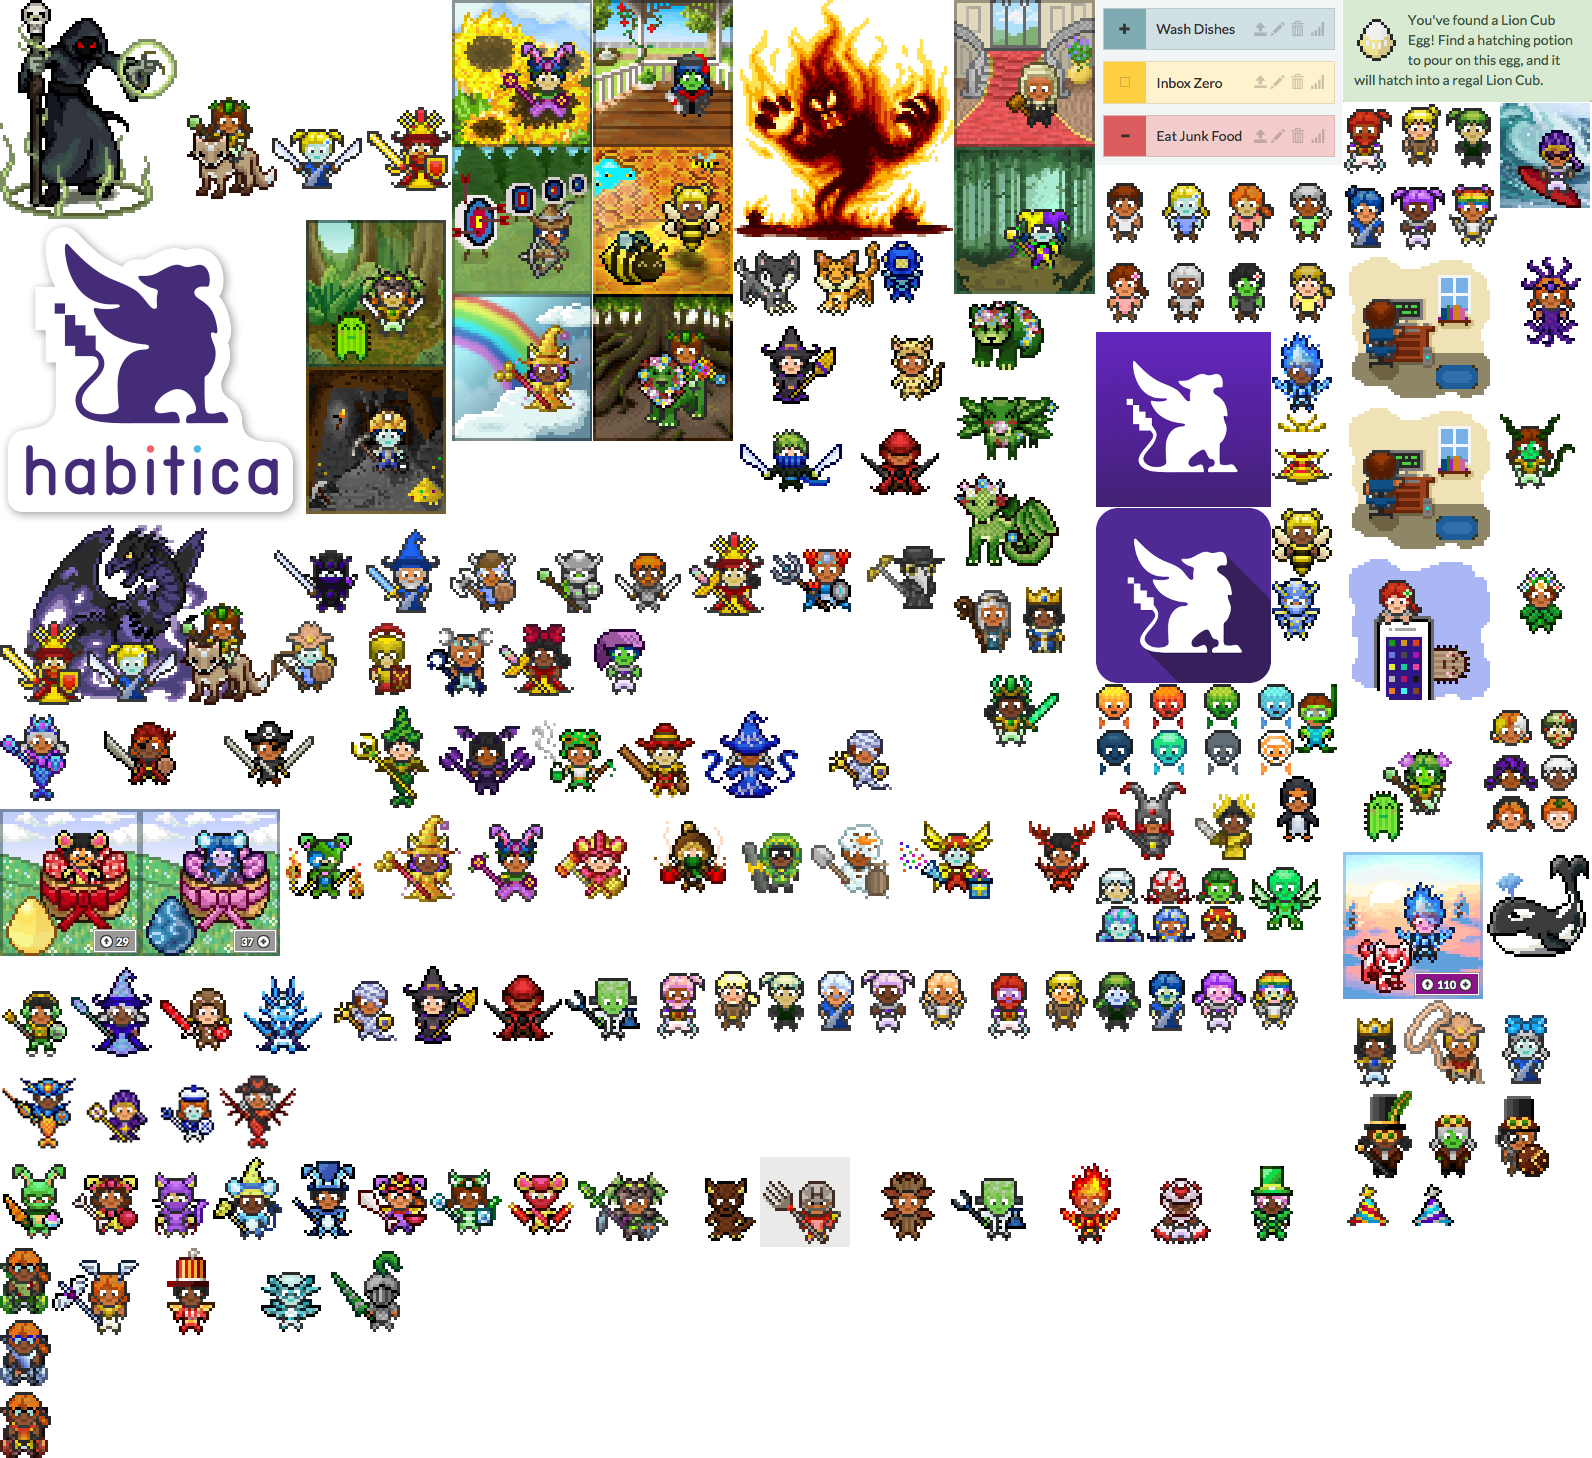 Wash Dishes
Inbox Zero
Eat Junk Food
You've found a Lion Cub
Egg! Find a hatching potion
to pour on this egg, and it
will hatch into a regal Lion Cub.
habitica
29
37
110